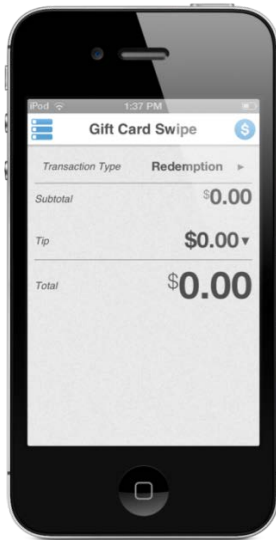 iPod 1:37 PM
Gift Card Swipe $
Transaction Type Redemption ▸
Subtotal $0.00
Tip $0.00▾
Total $0.00